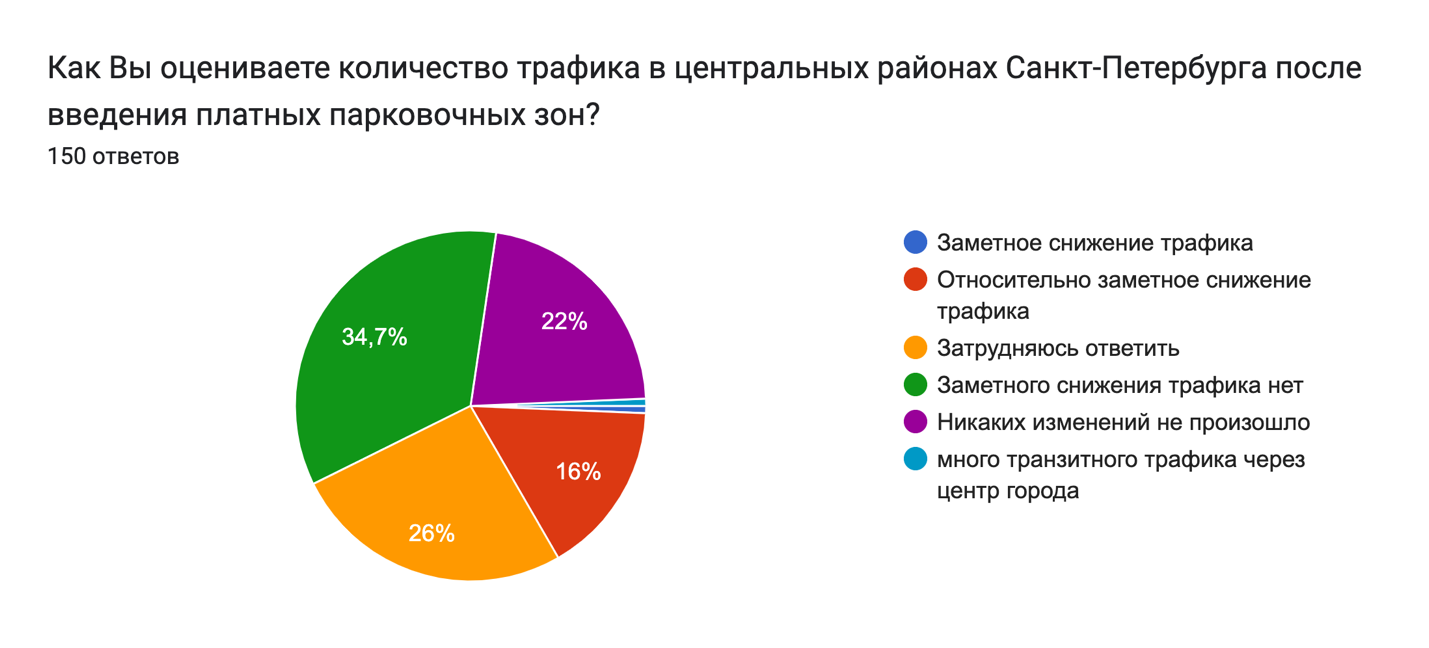 Как Вы оцениваете количество трафика в центральных районах Санкт-Петербурга после
введения платных парковочных зон?
150 ответов
34,7%
22%
16%
26%
Заметное снижение трафика
Относительно заметное снижение
трафика
Затрудняюсь ответить
Заметного снижения трафика нет
Никаких изменений не произошло
много транзитного трафика через
центр города